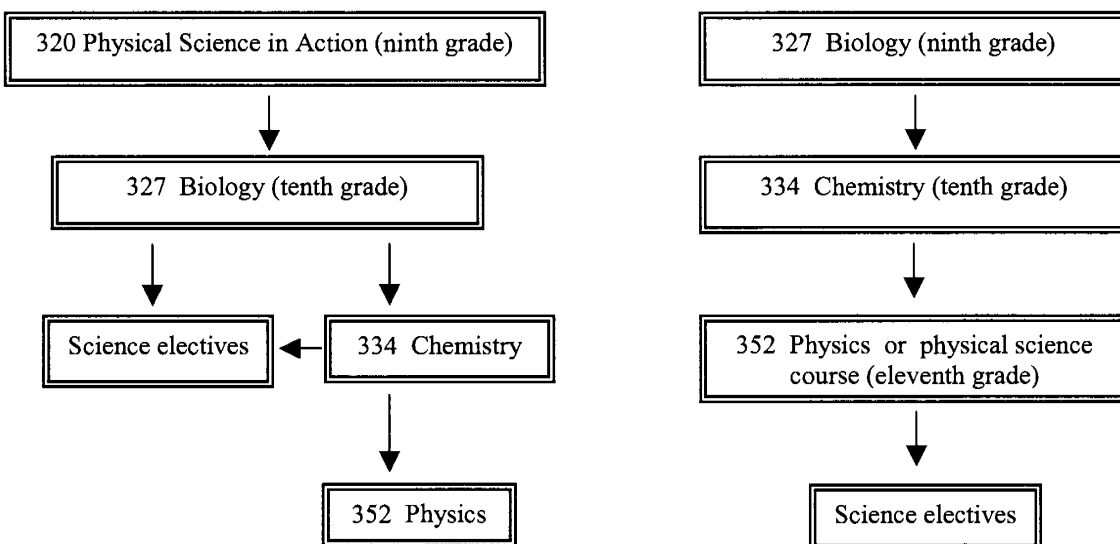 320 Physical Science in Action (ninth grade)
327 Biology (tenth grade)
Science electives
334 Chemistry
352 Physics
327 Biology (ninth grade)
334 Chemistry (tenth grade)
352 Physics or physical science
course (eleventh grade)
Science electives